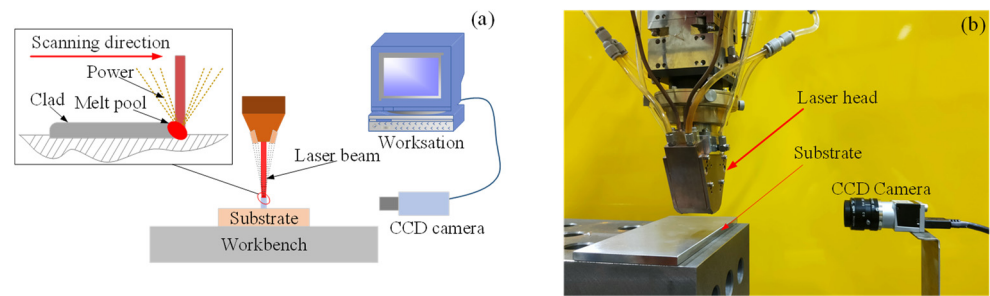 (a)
Scanning direction
Power
Clad
Melt pool
Laser beam
Worksation
CCD camera
Substrate
Workbench
(b)
Laser head
Substrate
CCD Camera